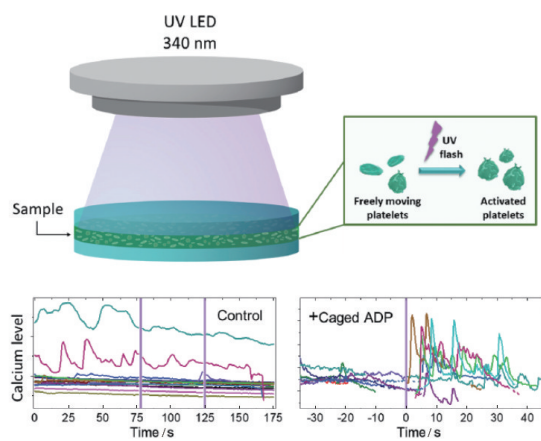 UV LED
340 nm
Sample
UV
flash
Freely moving
platelets
Activated
platelets
Calcium level
Control
0 25 50 75 100 125 150 175
Time / s
+Caged ADP
-30 -20 -10 0 10 20 30 40
Time / s